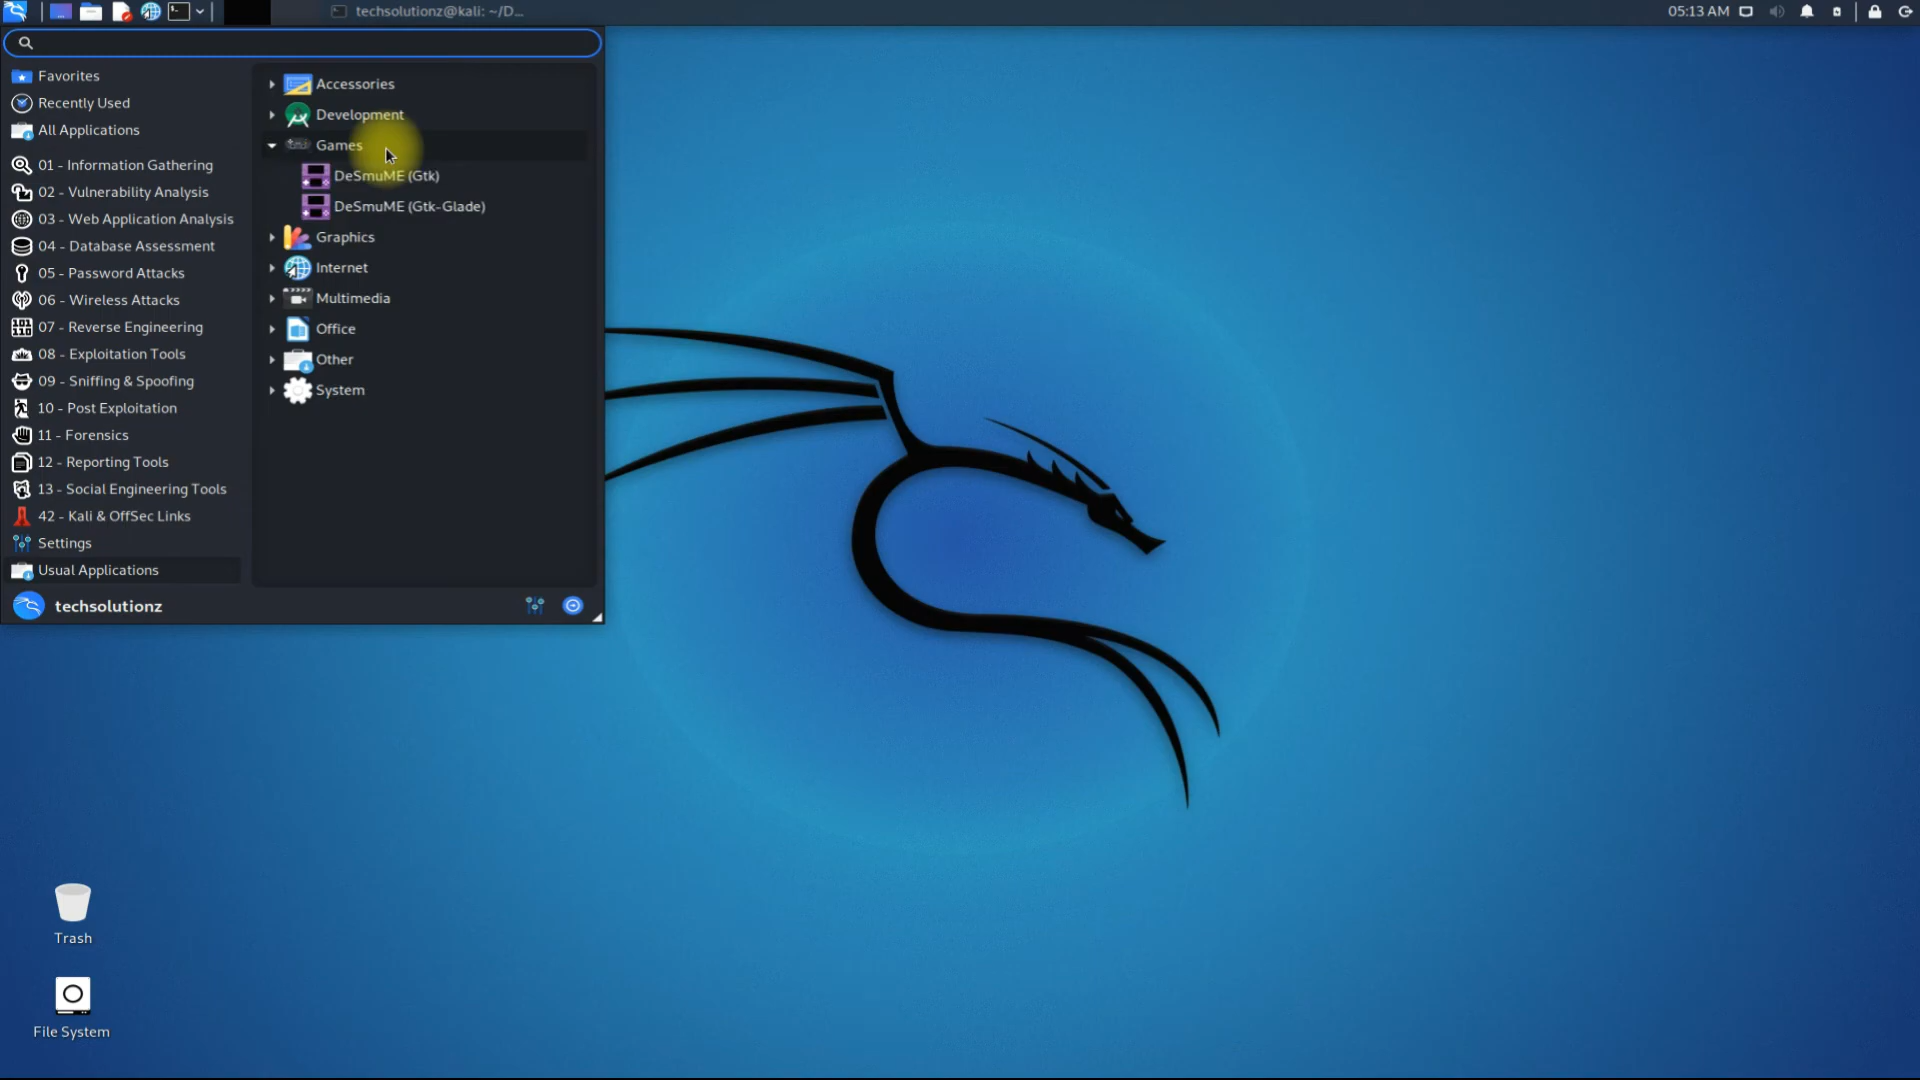 techsolutionz@kali: ~/D...
05:13 AM
Favorites
Recently Used
All Applications
01 - Information Gathering
02 - Vulnerability Analysis
03 - Web Application Analysis
04 - Database Assessment
05 - Password Attacks
06 - Wireless Attacks
07 - Reverse Engineering
08 - Exploitation Tools
09 - Sniffing & Spoofing
10 - Post Exploitation
11 - Forensics
12 - Reporting Tools
13 - Social Engineering Tools
42 - Kali & OffSec Links
Settings
Usual Applications
Accessories
Development
Games
DeSmuME (Gtk)
DeSmuME (Gtk-Glade)
Graphics
Internet
Multimedia
Office
Other
System
techsolutionz
Trash
File System